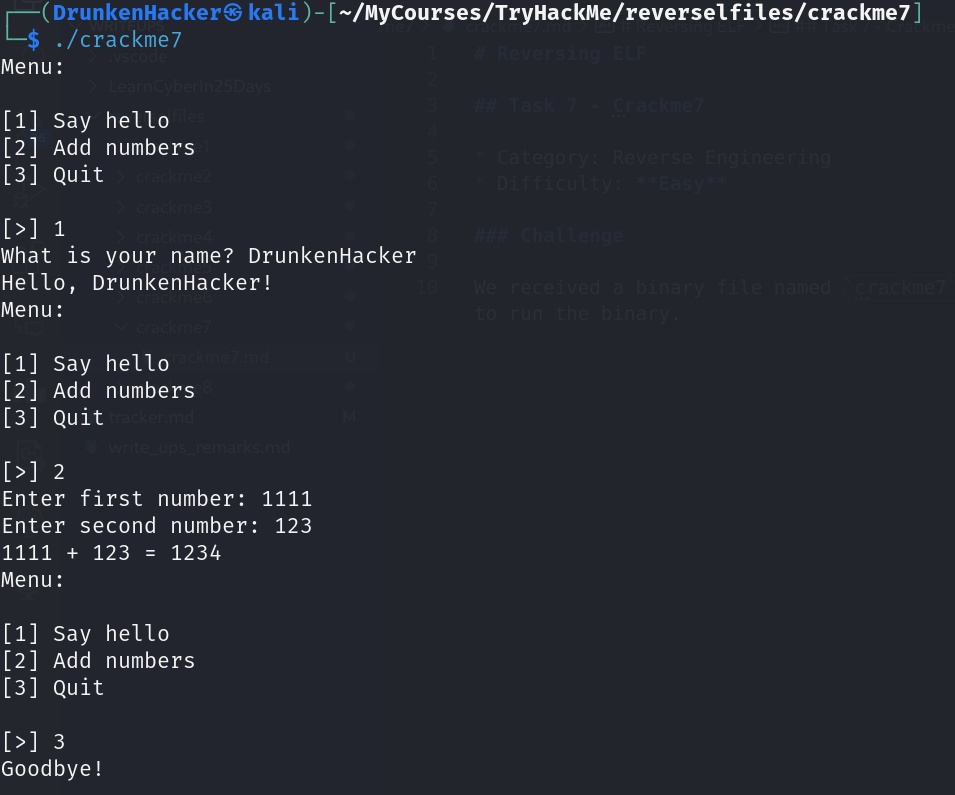 ┌──(DrunkenHacker㉿kali)-[~/MyCourses/TryHackMe/reverselfiles/crackme7]
└─$ ./crackme7
Menu:
[1] Say hello
[2] Add numbers
[3] Quit
[>] 1
What is your name? DrunkenHacker
Hello, DrunkenHacker!
Menu:
[1] Say hello
[2] Add numbers
[3] Quit
[>] 2
Enter first number: 1111
Enter second number: 123
1111 + 123 = 1234
Menu:
[1] Say hello
[2] Add numbers
[3] Quit
[>] 3
Goodbye!
.vscode
LearnCyberIn25Days
crackme2
crackme3
crackme4
crackme7
crackme7.md U
tracker.md M
write_ups_remarks.md
1 # Reversing ELF
2
3 ## Task 7 - Crackme7
4
5 * Category: Reverse Engineering
6 * Difficulty: **Easy**
7
8 ### Challenge
9
10 We received a binary file named `crackme7
to run the binary.